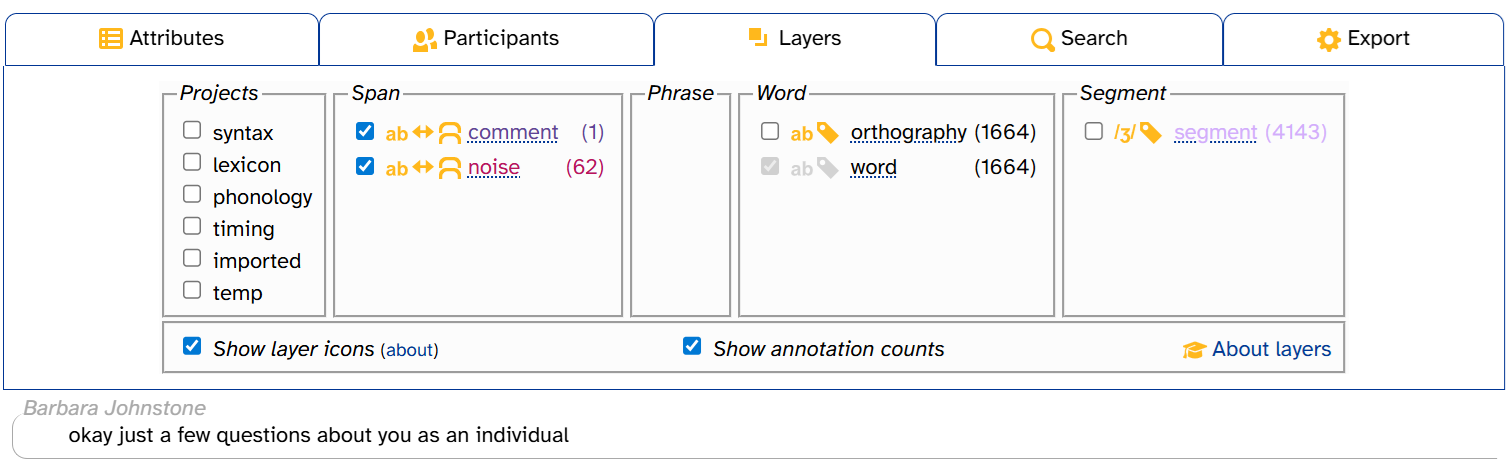 Attributes Participants Layers Search Export
Projects Span Phrase Word Segment
syntax ab comment (1) ab orthography (1664) /ʒ/ segment (4143)
lexicon ab noise (62) ab word (1664)
phonology
timing
imported
temp
Show layer icons (about) Show annotation counts About layers
Barbara Johnstone
okay just a few questions about you as an individual